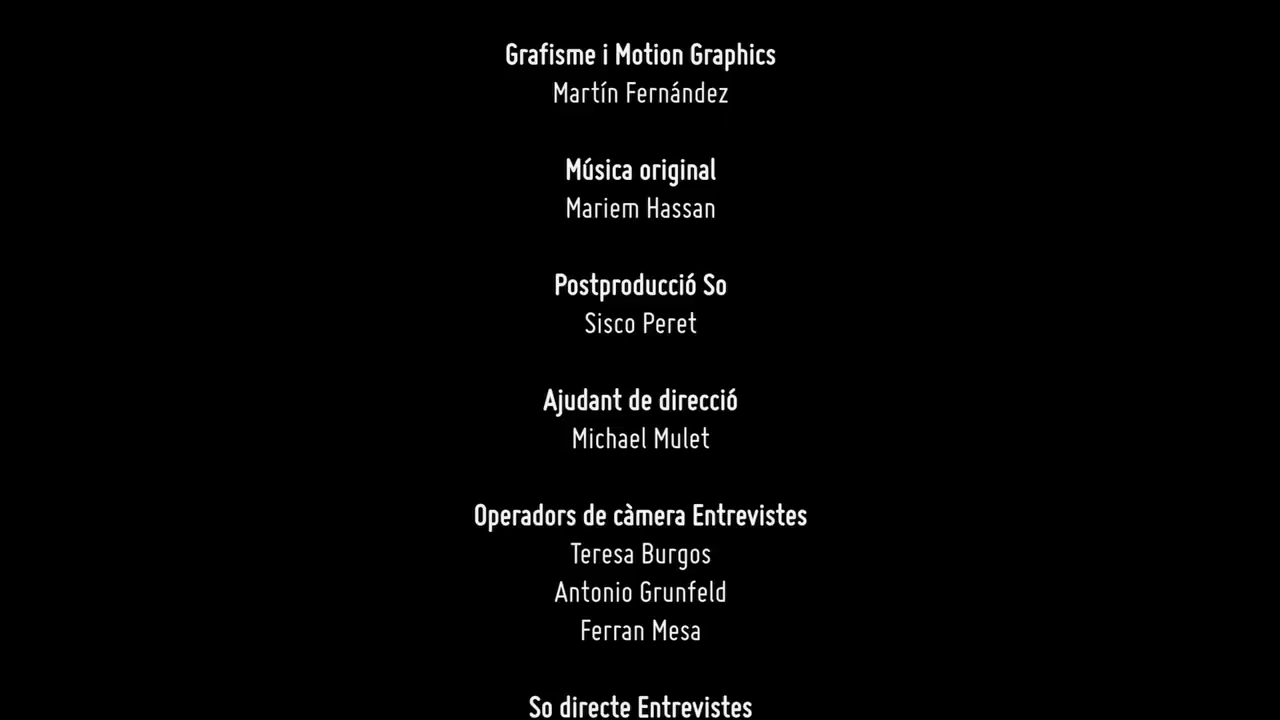 Grafisme i Motion Graphics
Martín Fernández
Música original
Mariem Hassan
Postproducció So
Sisco Peret
Ajudant de direcció
Michael Mulet
Operadors de càmera Entrevistes
Teresa Burgos
Antonio Grunfeld
Ferran Mesa
So directe Entrevistes